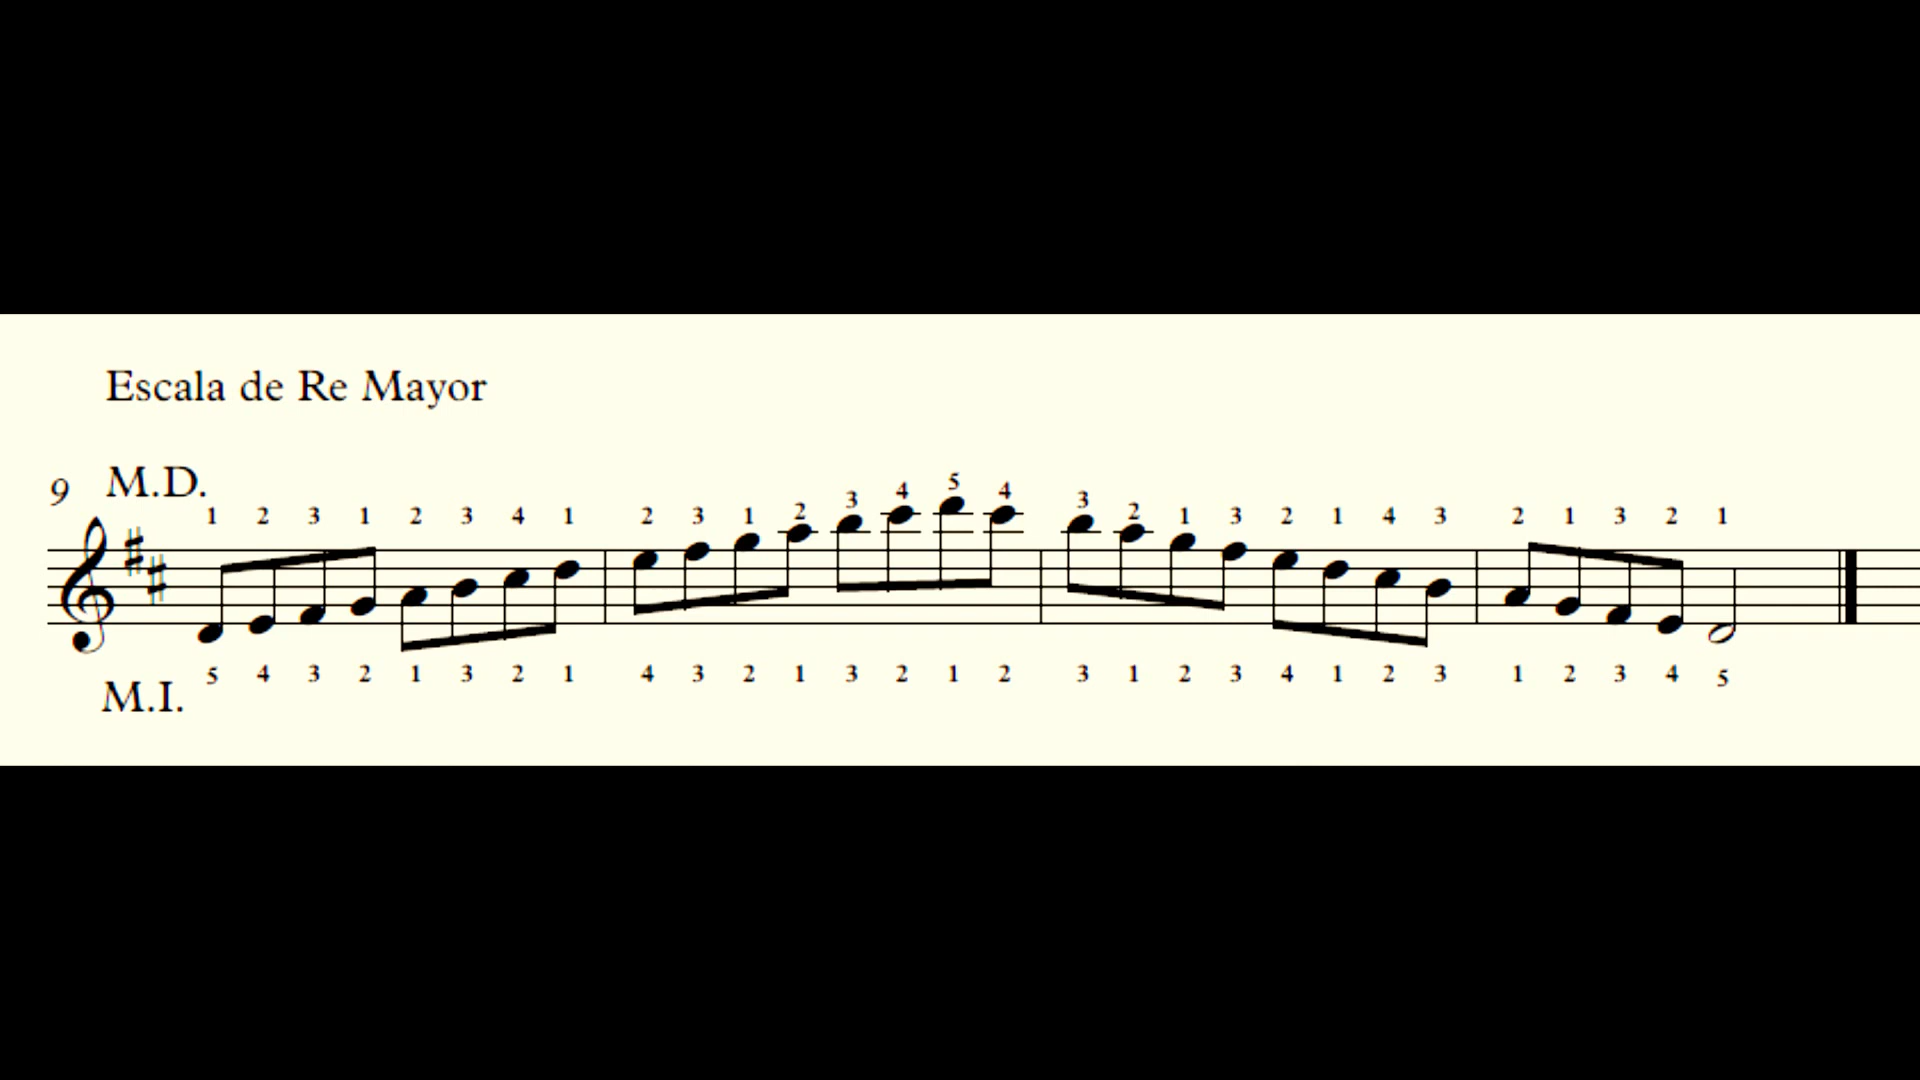 Escala de Re Mayor
9 M.D.
1 2 3 1 2 3 4 1 2 3 1 2 3 4 5 4 3 2 1 3 2 1 4 3 2 1 3 2 1
5 4 3 2 1 3 2 1 4 3 2 1 3 2 1 2 3 1 2 3 4 1 2 3 1 2 3 4 5
M.I.